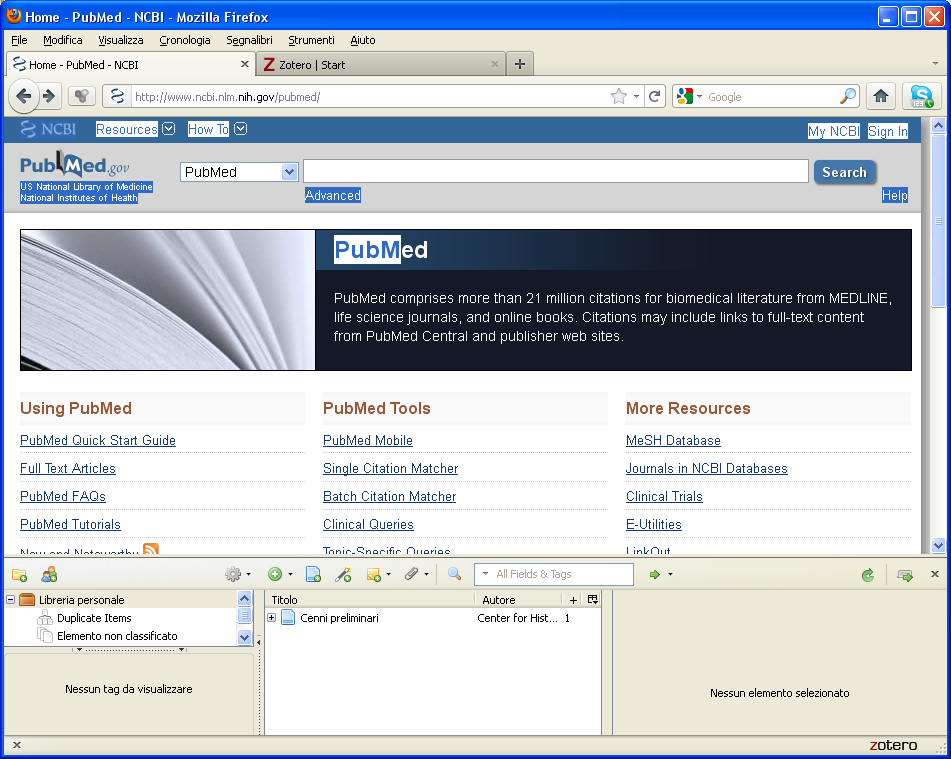 Home - PubMed - NCBI - Mozilla Firefox
File Modifica Visualizza Cronologia Segnalibri Strumenti Aiuto
Home - PubMed - NCBI Zotero | Start
http://www.ncbi.nlm.nih.gov/pubmed/ Google
NCBI Resources How To My NCBI Sign In
PubMed.gov PubMed Search
US National Library of Medicine
National Institutes of Health
Advanced Help
PubMed
PubMed comprises more than 21 million citations for biomedical literature from MEDLINE,
life science journals, and online books. Citations may include links to full-text content
from PubMed Central and publisher web sites.
Using PubMed
PubMed Quick Start Guide
Full Text Articles
PubMed FAQs
PubMed Tutorials
New and Noteworthy
PubMed Tools
PubMed Mobile
Single Citation Matcher
Batch Citation Matcher
Clinical Queries
Topic-Specific Queries
More Resources
MeSH Database
Journals in NCBI Databases
Clinical Trials
E-Utilities
LinkOut
All Fields & Tags
Libreria personale
Duplicate Items
Elemento non classificato
Nessun tag da visualizzare
Titolo Autore +
Cenni preliminari Center for Hist... 1
Nessun elemento selezionato
zotero